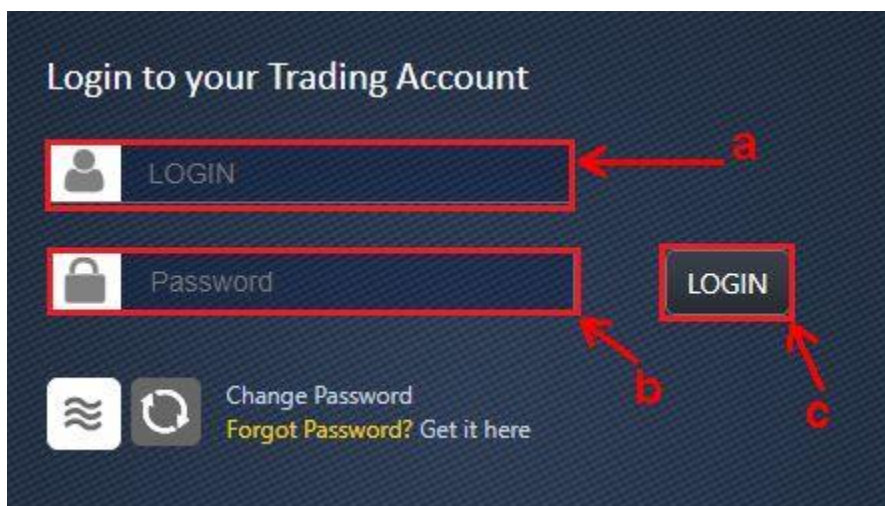 Login to your Trading Account
a
LOGIN
Password
LOGIN
b
c
Change Password
Forgot Password? Get it here